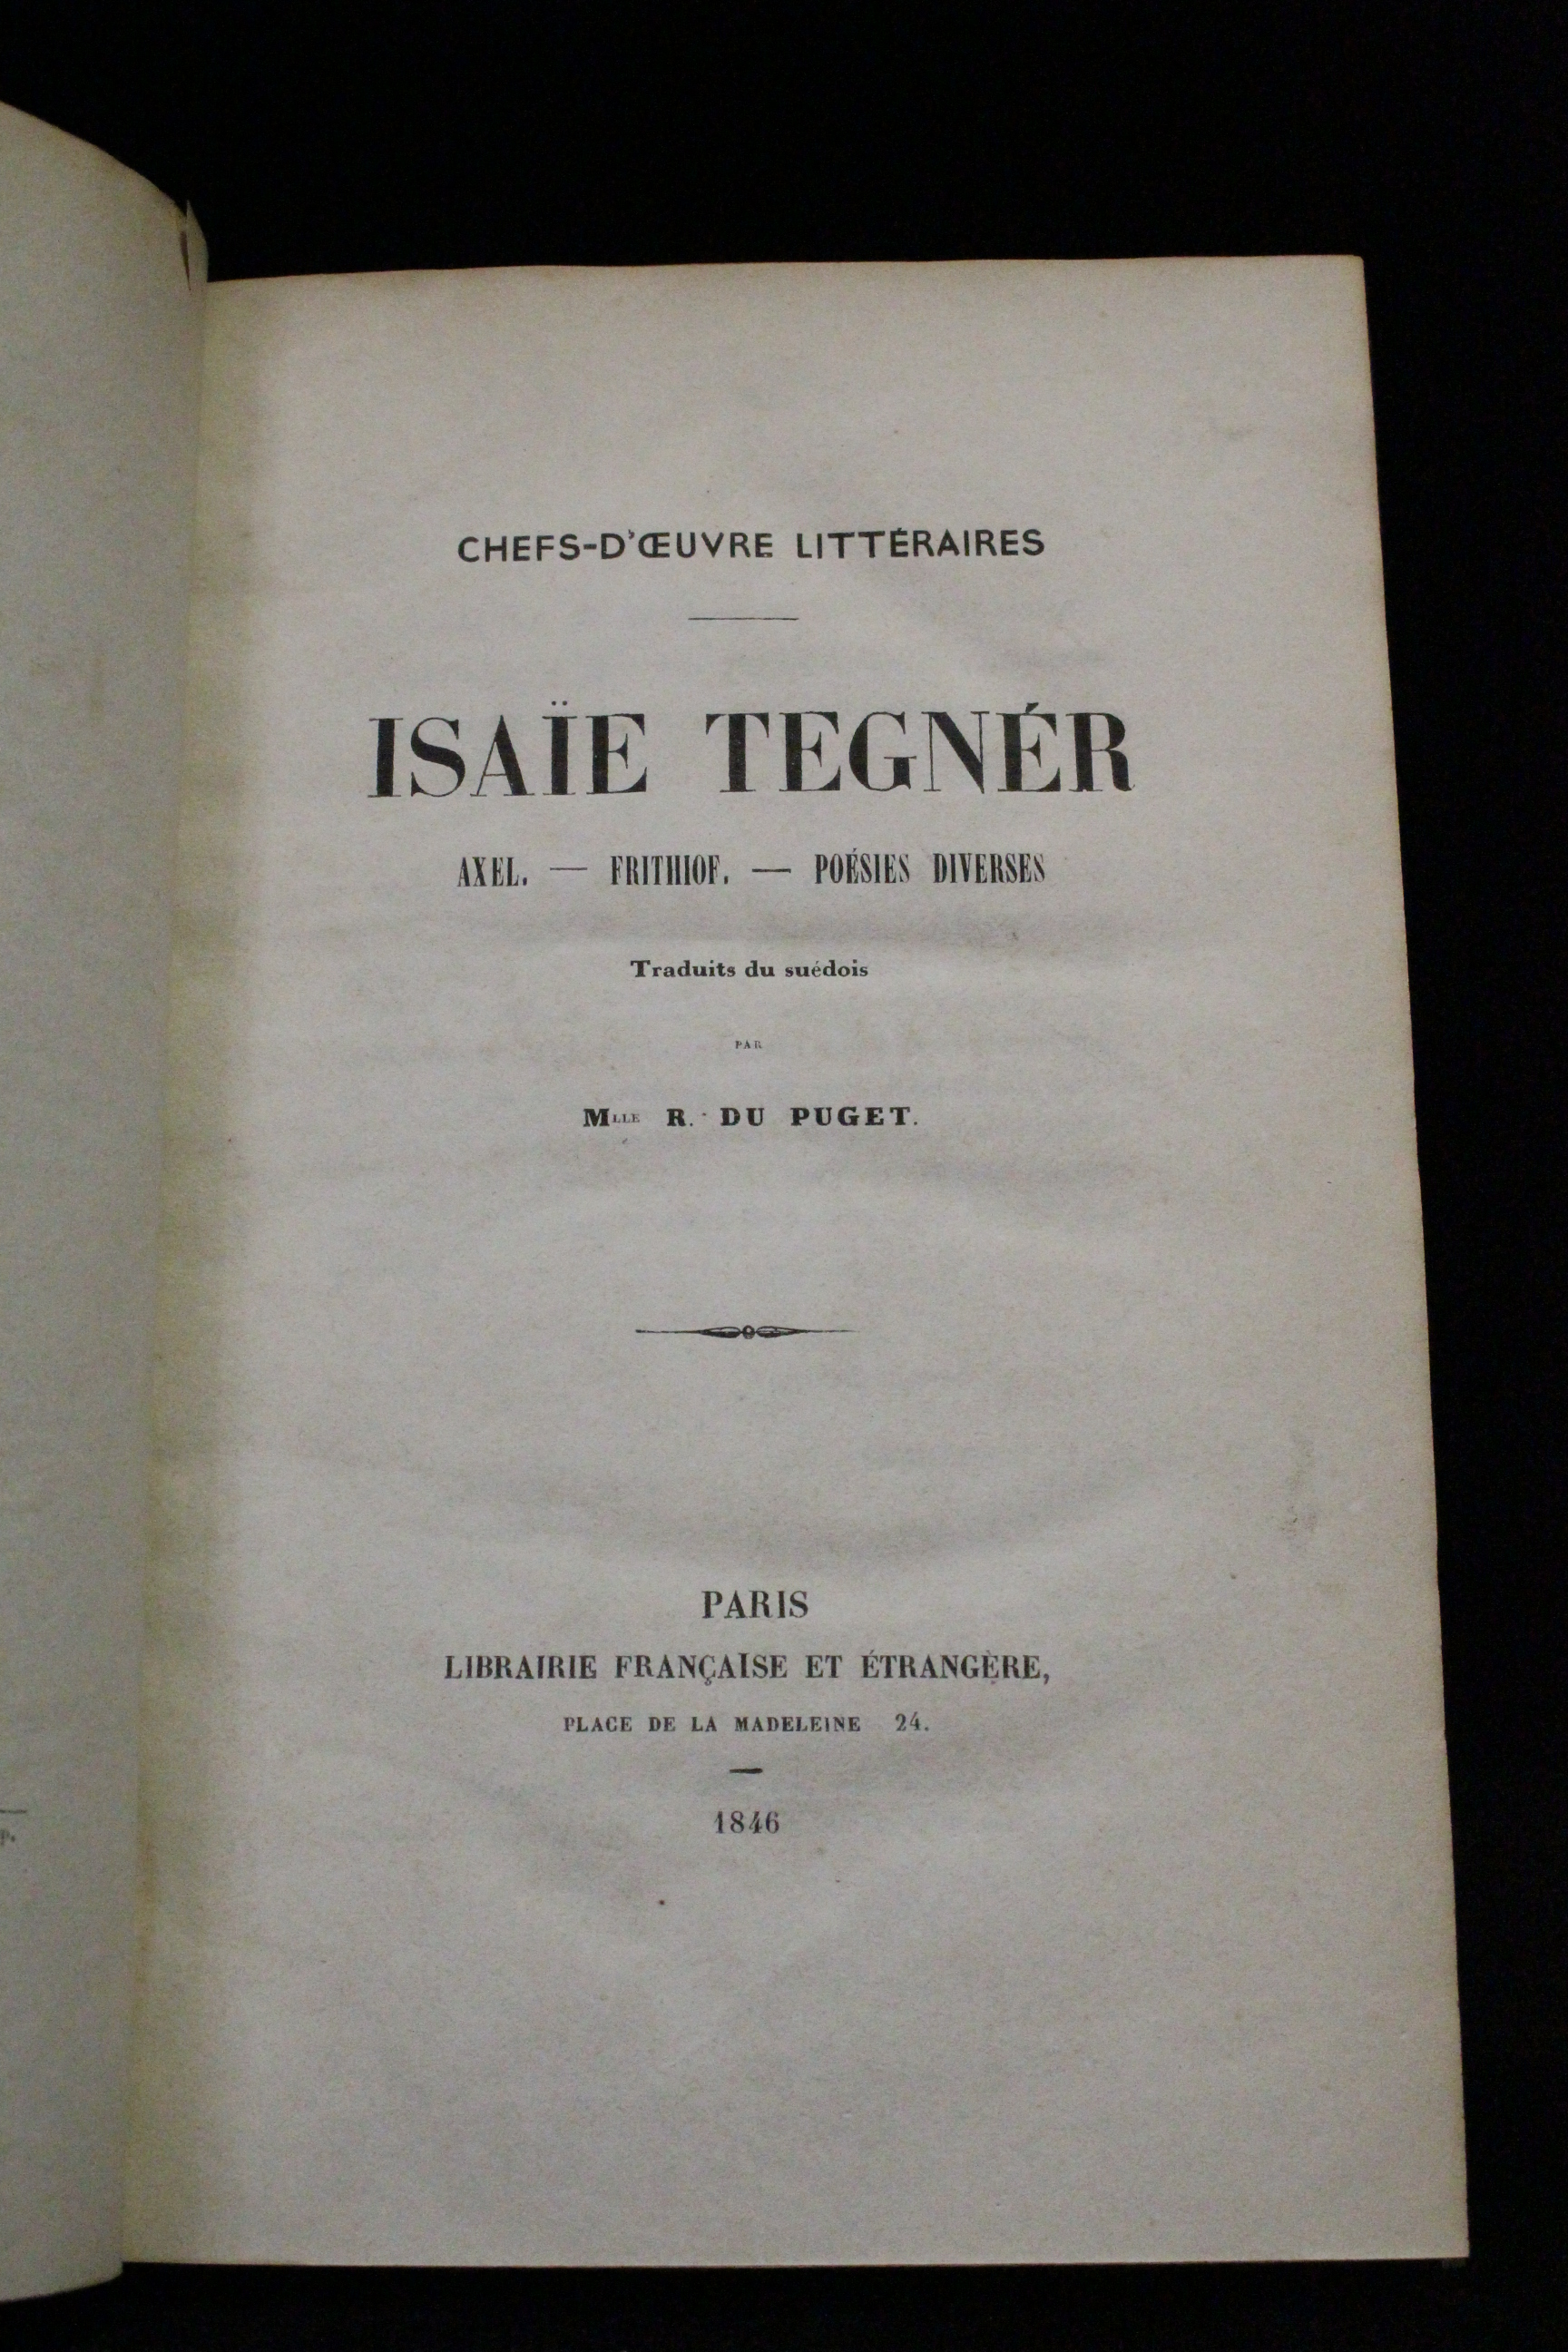 CHEFS-D'ŒUVRE LITTÉRAIRES
ISAÏE TEGNÉR
AXEL. — FRITHIOF. — POÉSIES DIVERSES
Traduits du suédois
PAR
MLLE R. DU PUGET.
PARIS
LIBRAIRIE FRANÇAISE ET ÉTRANGÈRE,
PLACE DE LA MADELEINE 24.
1846